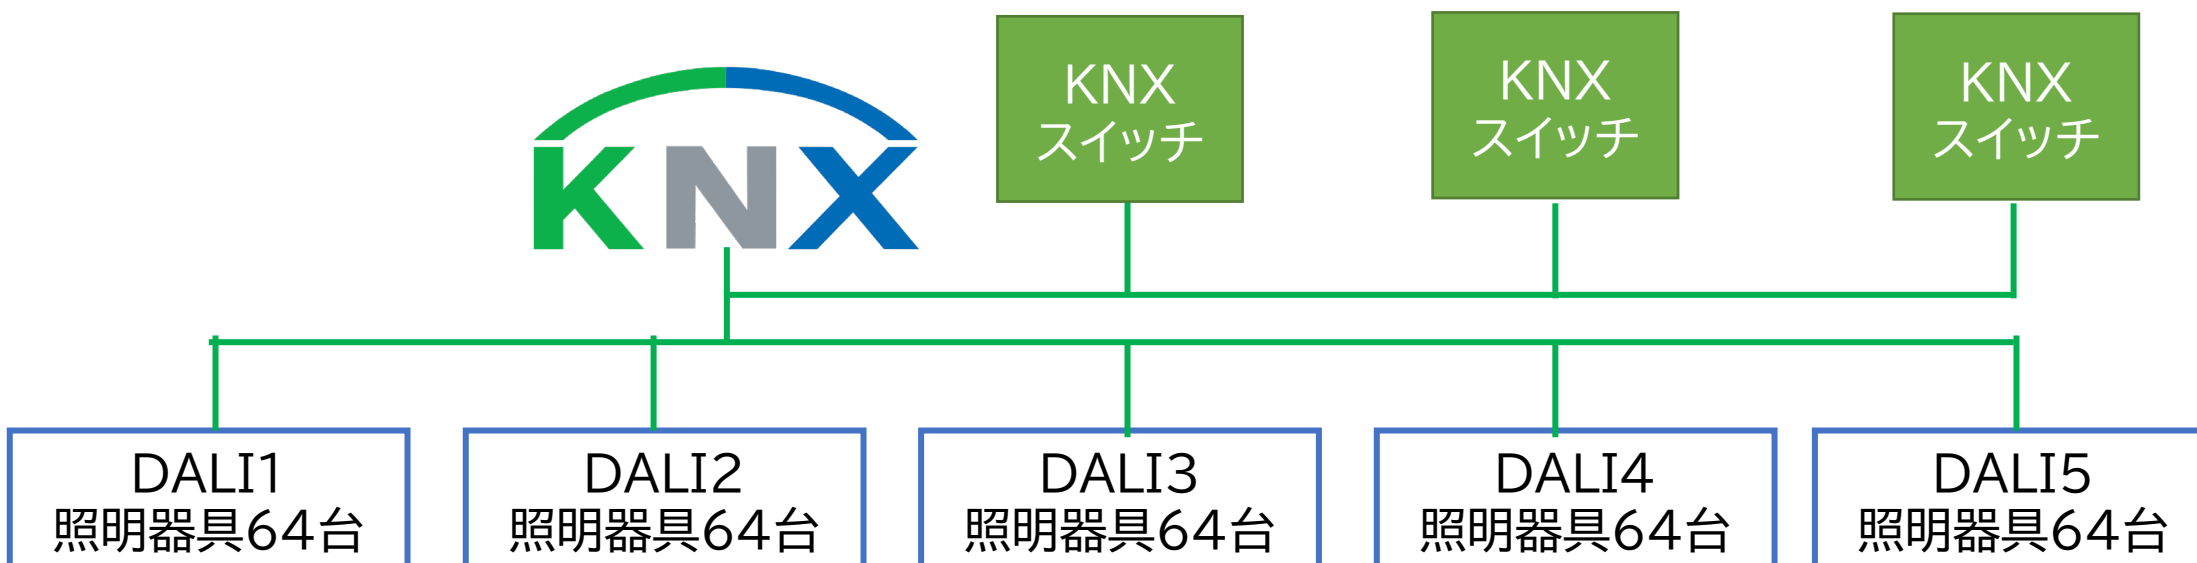 KNX
KNX
スイッチ
KNX
スイッチ
KNX
スイッチ
DALI1
照明器具64台
DALI2
照明器具64台
DALI3
照明器具64台
DALI4
照明器具64台
DALI5
照明器具64台